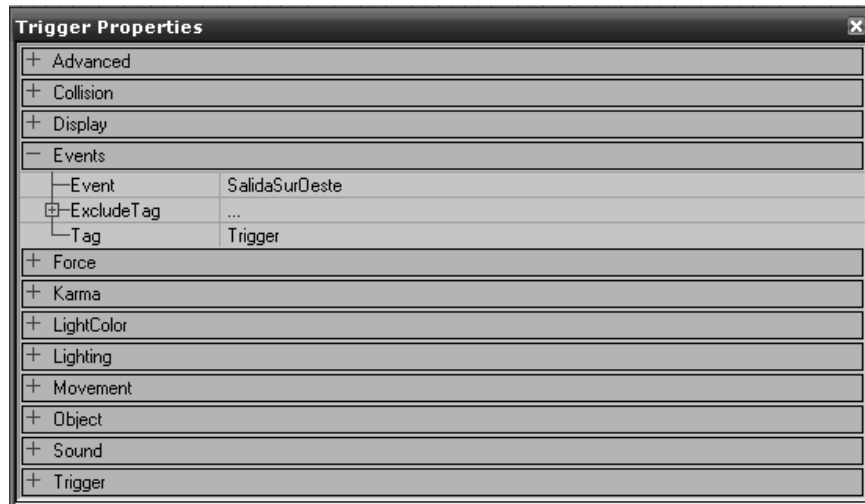 Trigger Properties
Advanced
Collision
Display
Events
Event SalidaSurOeste
ExcludeTag ...
Tag Trigger
Force
Karma
LightColor
Lighting
Movement
Object
Sound
Trigger